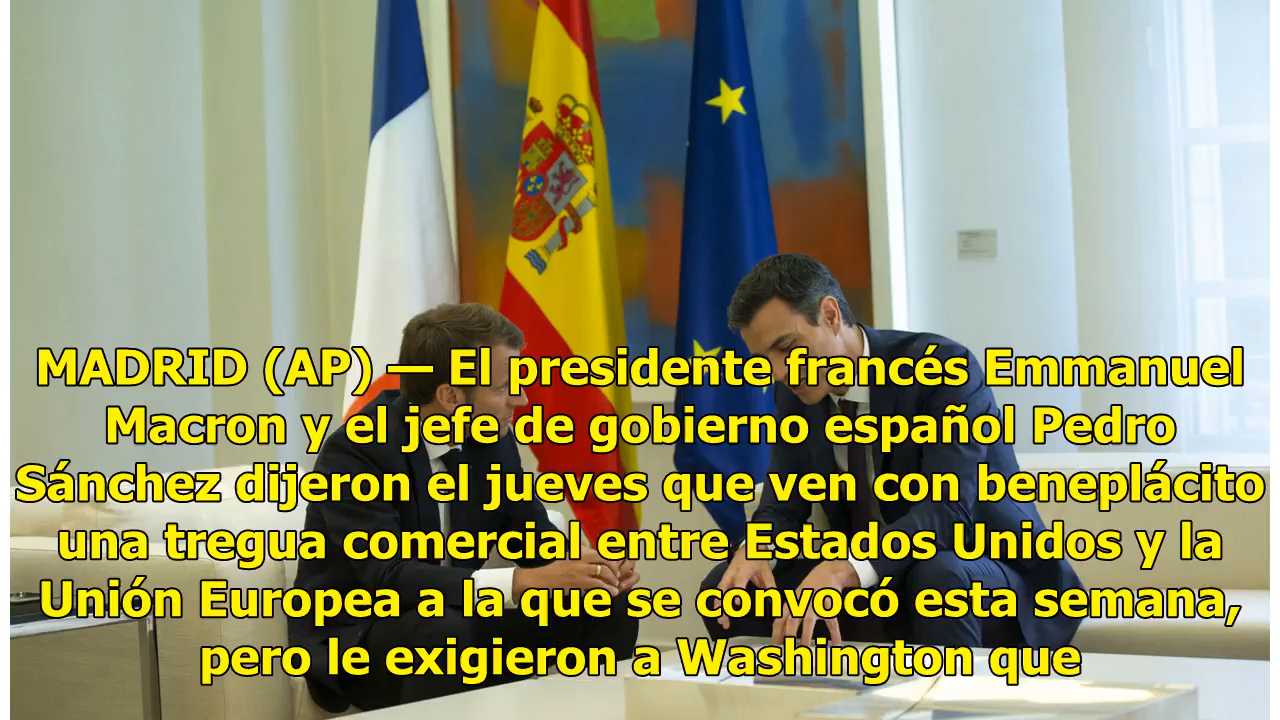 MADRID (AP) — El presidente francés Emmanuel
Macron y el jefe de gobierno español Pedro
Sánchez dijeron el jueves que ven con beneplácito
una tregua comercial entre Estados Unidos y la
Unión Europea a la que se convocó esta semana,
pero le exigieron a Washington que